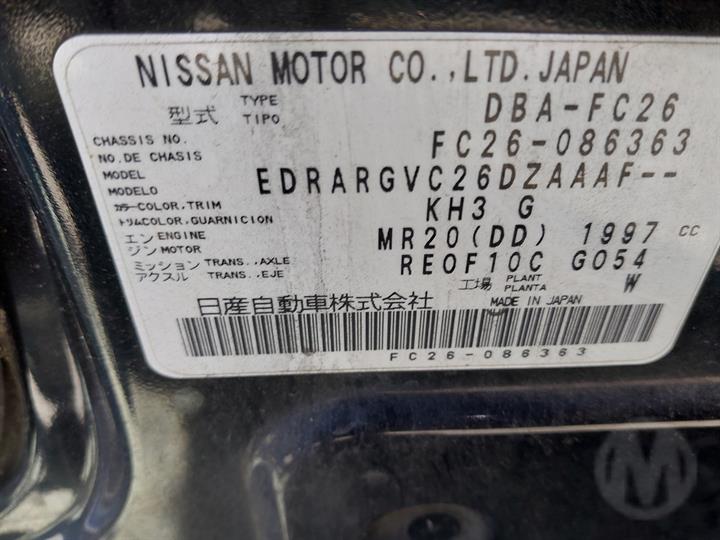 NISSAN MOTOR CO.,LTD. JAPAN
型式 TYPE TIPO DBA-FC26
CHASSIS NO. NO. DE CHASIS FC26-086363
MODEL MODELO EDRARGVC26DZAAAF--
カラー COLOR, TRIM トリム COLOR, GUARNICION KH3 G
エンジン ENGINE MOTOR MR20(DD) 1997 CC
ミッション TRANS., AXLE アクスル TRANS., EJE RE0F10C G054
工場 PLANT PLANTA W
日産自動車株式会社 MADE IN JAPAN
FC26-086363
M